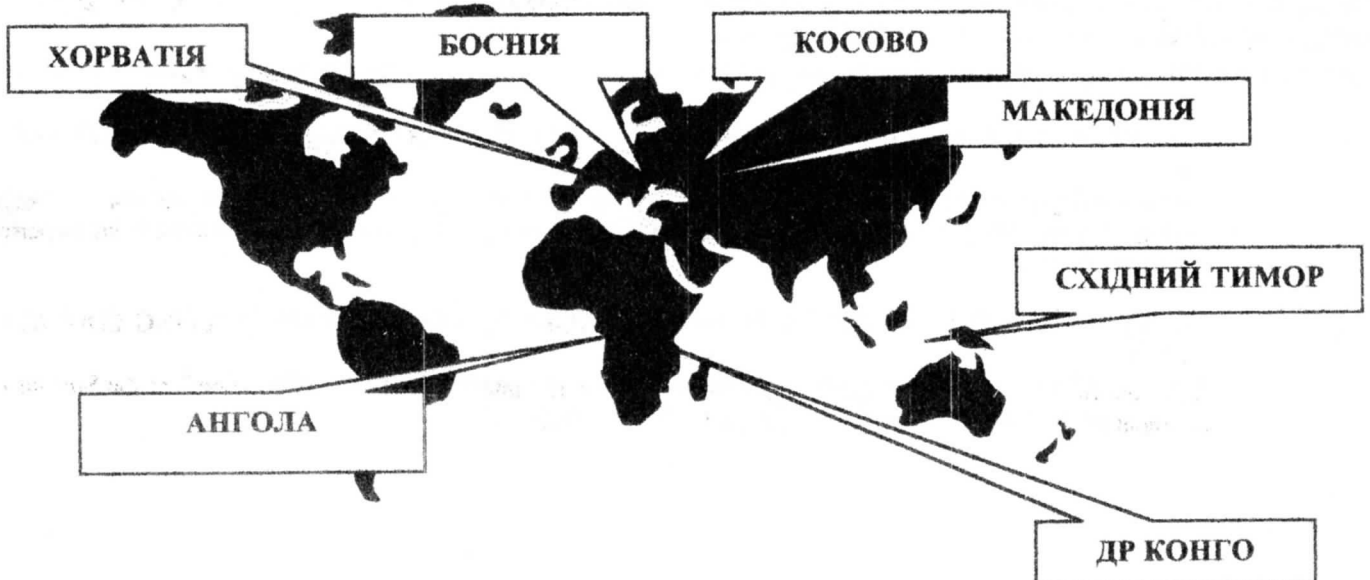 ХОРВАТІЯ
БОСНІЯ
КОСОВО
МАКЕДОНІЯ
СХІДНИЙ ТИМОР
АНГОЛА
ДР КОНГО